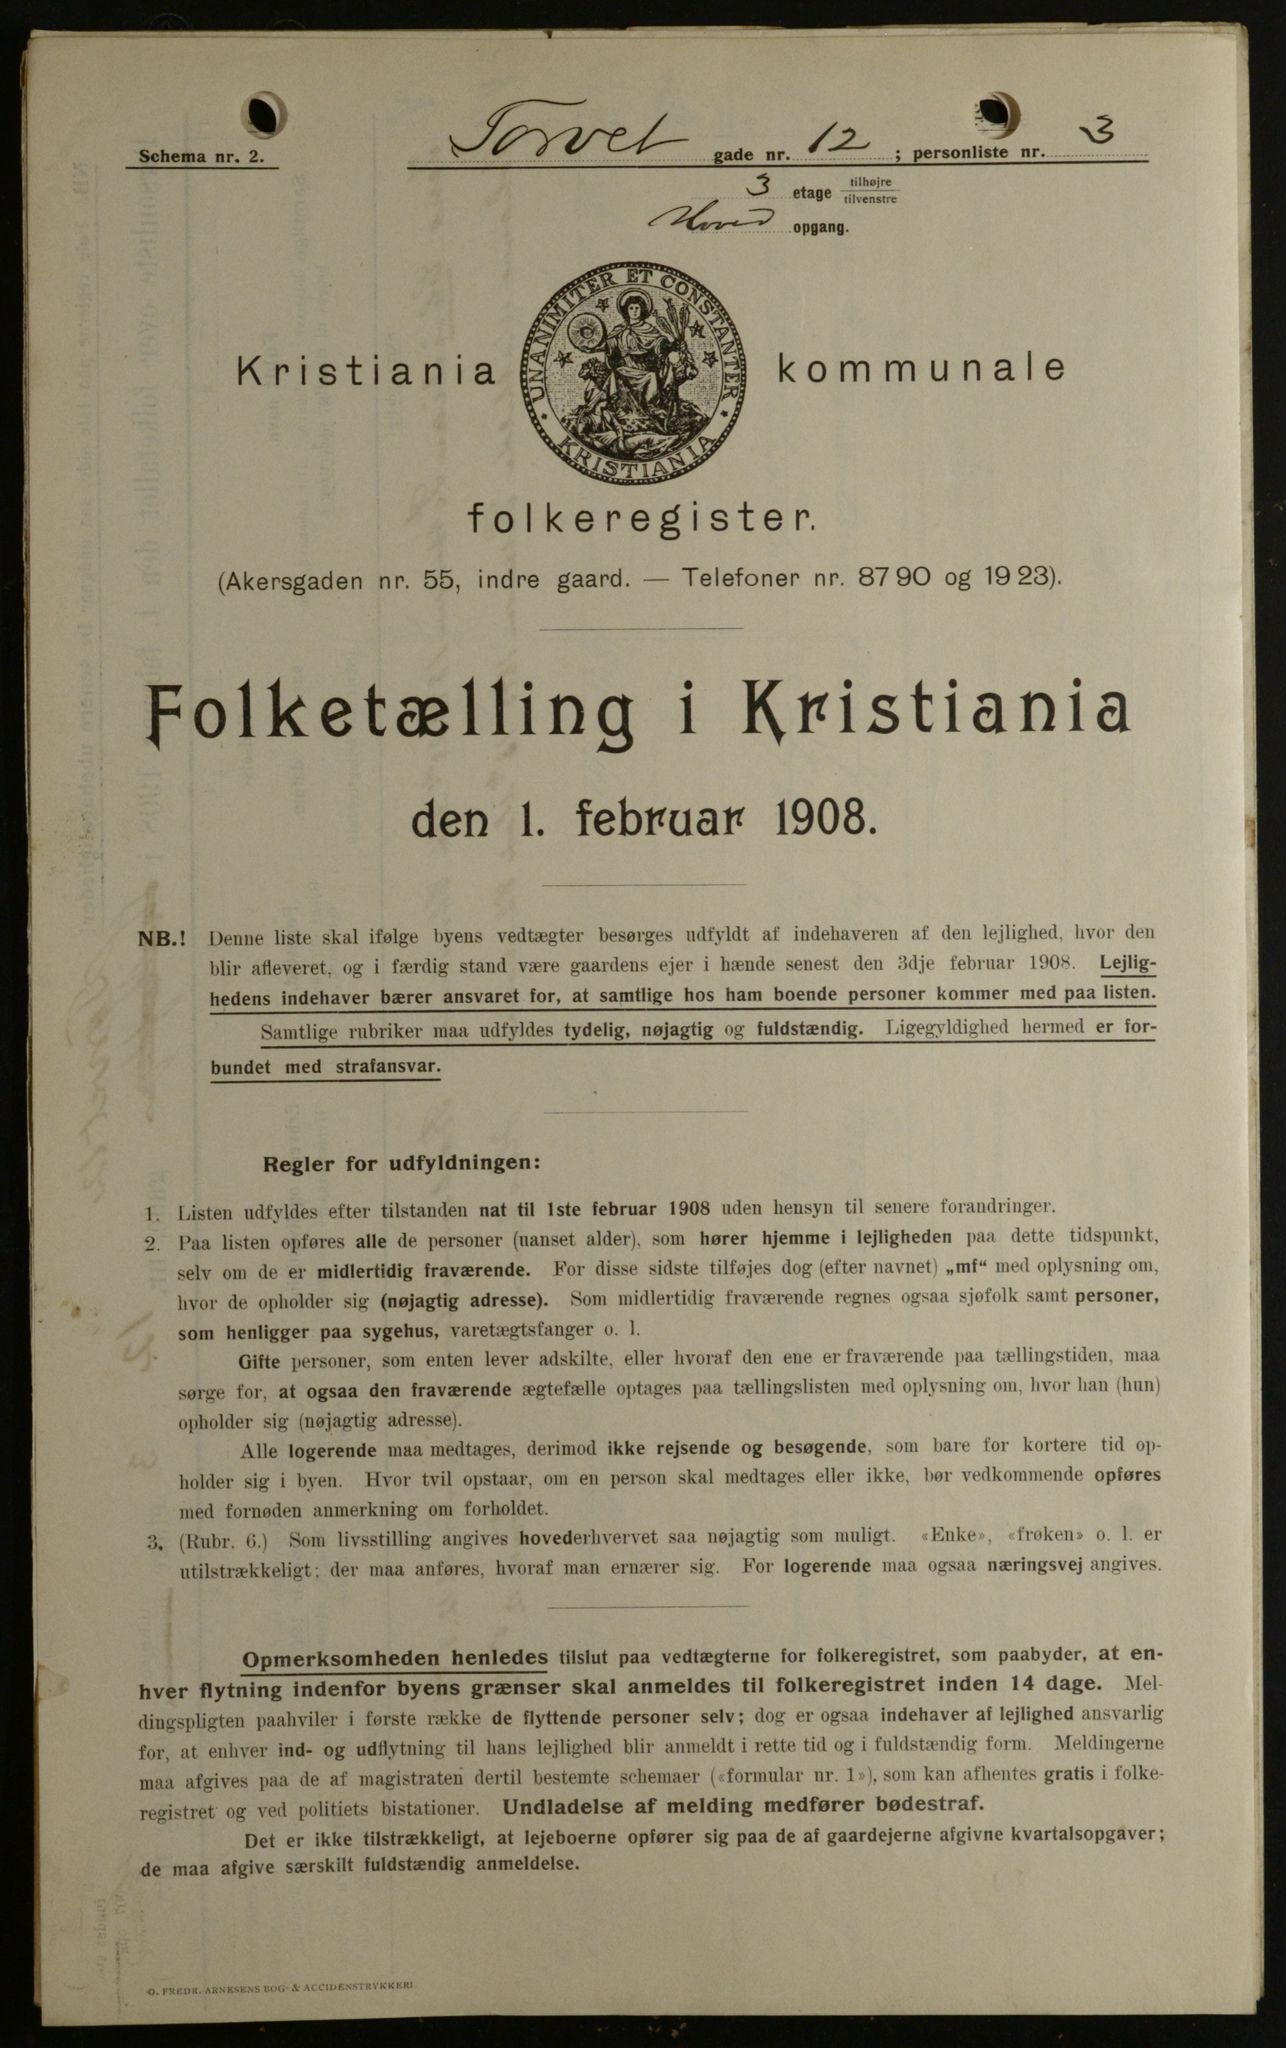 Schema nr. 2.
Torvet gade nr. 12 ; personliste nr. 3
3 etage tilhøjre
tilvenstre
Hoved opgang.
UNANIMITER ET CONSTANTER
KRISTIANIA
Kristiania kommunale
folkeregister.
(Akersgaden nr. 55, indre gaard. — Telefoner nr. 8790 og 1923).
Folketælling i Kristiania
den 1. februar 1908.
NB.! Denne liste skal ifølge byens vedtægter besørges udfyldt af indehaveren af den lejlighed, hvor den
blir afleveret, og i færdig stand være gaardens ejer i hænde senest den 3dje februar 1908. Lejlig-
hedens indehaver bærer ansvaret for, at samtlige hos ham boende personer kommer med paa listen.
Samtlige rubriker maa udfyldes tydelig, nøjagtig og fuldstændig. Ligegyldighed hermed er for-
bundet med strafansvar.
Regler for udfyldningen:
1. Listen udfyldes efter tilstanden nat til 1ste februar 1908 uden hensyn til senere forandringer.
2. Paa listen opføres alle de personer (uanset alder), som hører hjemme i lejligheden paa dette tidspunkt,
selv om de er midlertidig fraværende. For disse sidste tilføjes dog (efter navnet) „mf“ med oplysning om,
hvor de opholder sig (nøjagtig adresse). Som midlertidig fraværende regnes ogsaa sjøfolk samt personer,
som henligger paa sygehus, varetægtsfanger o. l.
Gifte personer, som enten lever adskilte, eller hvoraf den ene er fraværende paa tællingstiden, maa
sørge for, at ogsaa den fraværende ægtefælle optages paa tællingslisten med oplysning om, hvor han (hun)
opholder sig (nøjagtig adresse).
Alle logerende maa medtages, derimod ikke rejsende og besøgende, som bare for kortere tid op-
holder sig i byen. Hvor tvil opstaar, om en person skal medtages eller ikke, bør vedkommende opføres
med fornøden anmerkning om forholdet.
3. (Rubr. 6.) Som livsstilling angives hovederhvervet saa nøjagtig som muligt. «Enke», «frøken» o. l. er
utilstrækkeligt; der maa anføres, hvoraf man ernærer sig. For logerende maa ogsaa næringsvej angives.
Opmerksomheden henledes tilslut paa vedtægterne for folkeregistret, som paabyder, at en-
hver flytning indenfor byens grænser skal anmeldes til folkeregistret inden 14 dage. Mel-
dingspligten paahviler i første række de flyttende personer selv; dog er ogsaa indehaver af lejlighed ansvarlig
for, at enhver ind- og udflytning til hans lejlighed blir anmeldt i rette tid og i fuldstændig form. Meldingerne
maa afgives paa de af magistraten dertil bestemte schemaer («formular nr. 1»), som kan afhentes gratis i folke-
registret og ved politiets bistationer. Undladelse af melding medfører bødestraf.
Det er ikke tilstrækkeligt, at lejeboerne opfører sig paa de af gaardejerne afgivne kvartalsopgaver;
de maa afgive særskilt fuldstændig anmeldelse.
O. FREDR. ARNESENS BOG- & ACCIDENSTRYKKERI